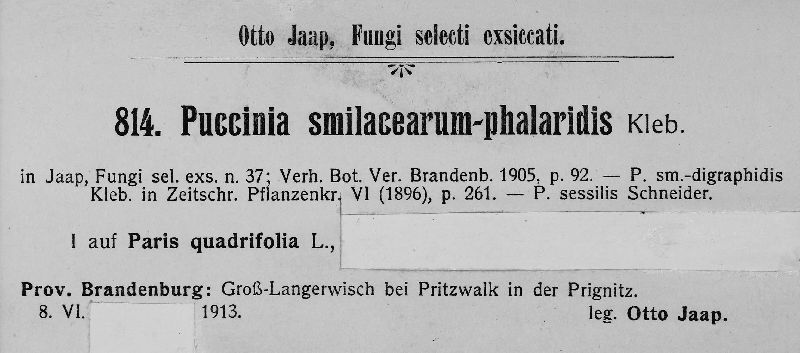 Otto Jaap, Fungi selecti exsiccati.
814. Puccinia smilacearum-phalaridis Kleb.
in Jaap, Fungi sel. exs. n. 37; Verh. Bot. Ver. Brandenb. 1905, p. 92. — P. sm.-digraphidis
Kleb. in Zeitschr. Pflanzenkr. VI (1896), p. 261. — P. sessilis Schneider.
I auf Paris quadrifolia L.,
Prov. Brandenburg: Groß-Langerwisch bei Pritzwalk in der Prignitz.
8. VI. 1913. leg. Otto Jaap.